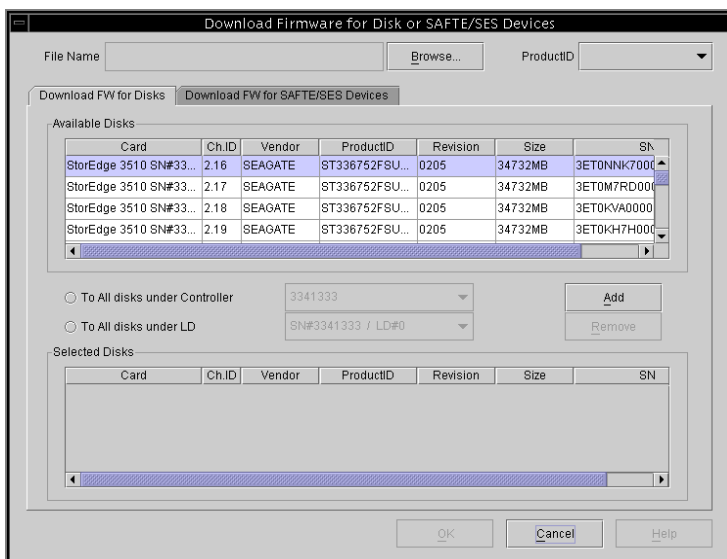 Download Firmware for Disk or SAFTE/SES Devices
File Name Browse... ProductID
Download FW for Disks Download FW for SAFTE/SES Devices
Available Disks
Card Ch.ID Vendor ProductID Revision Size SN
StorEdge 3510 SN#33... 2.16 SEAGATE ST336752FSU... 0205 34732MB 3ET0NNK7000
StorEdge 3510 SN#33... 2.17 SEAGATE ST336752FSU... 0205 34732MB 3ET0M7RD000
StorEdge 3510 SN#33... 2.18 SEAGATE ST336752FSU... 0205 34732MB 3ET0KVA0000
StorEdge 3510 SN#33... 2.19 SEAGATE ST336752FSU... 0205 34732MB 3ET0KH7H000
To All disks under Controller 3341333 Add
To All disks under LD SN#3341333 / LD#0 Remove
Selected Disks
Card Ch.ID Vendor ProductID Revision Size SN
OK Cancel Help